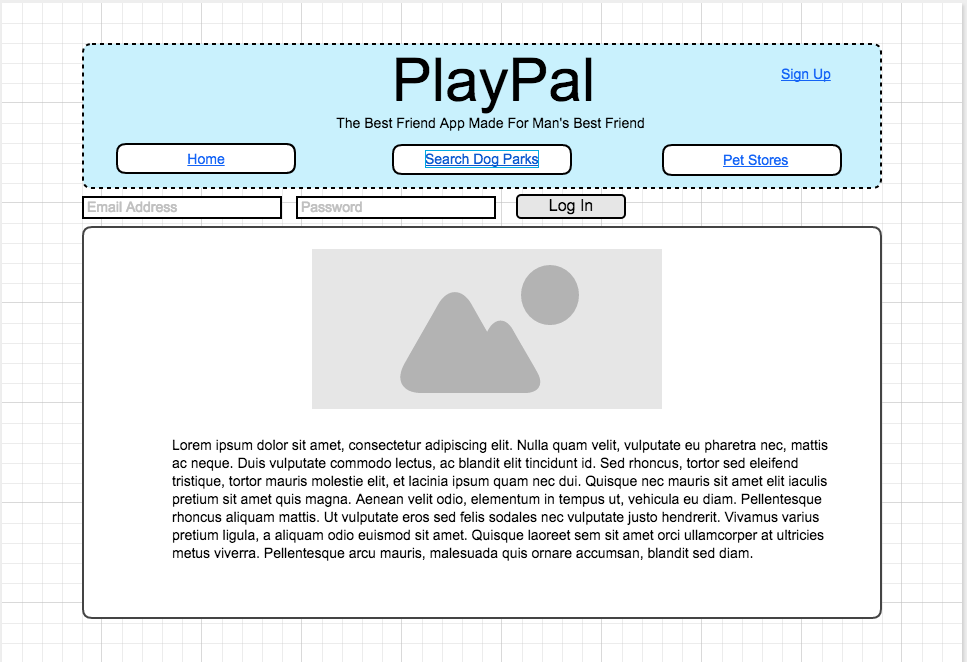 PlayPal
Sign Up
The Best Friend App Made For Man's Best Friend
Home
Search Dog Parks
Pet Stores
Email Address
Password
Log In
Lorem ipsum dolor sit amet, consectetur adipiscing elit. Nulla quam velit, vulputate eu pharetra nec, mattis
ac neque. Duis vulputate commodo lectus, ac blandit elit tincidunt id. Sed rhoncus, tortor sed eleifend
tristique, tortor mauris molestie elit, et lacinia ipsum quam nec dui. Quisque nec mauris sit amet elit iaculis
pretium sit amet quis magna. Aenean velit odio, elementum in tempus ut, vehicula eu diam. Pellentesque
rhoncus aliquam mattis. Ut vulputate eros sed felis sodales nec vulputate justo hendrerit. Vivamus varius
pretium ligula, a aliquam odio euismod sit amet. Quisque laoreet sem sit amet orci ullamcorper at ultricies
metus viverra. Pellentesque arcu mauris, malesuada quis ornare accumsan, blandit sed diam.